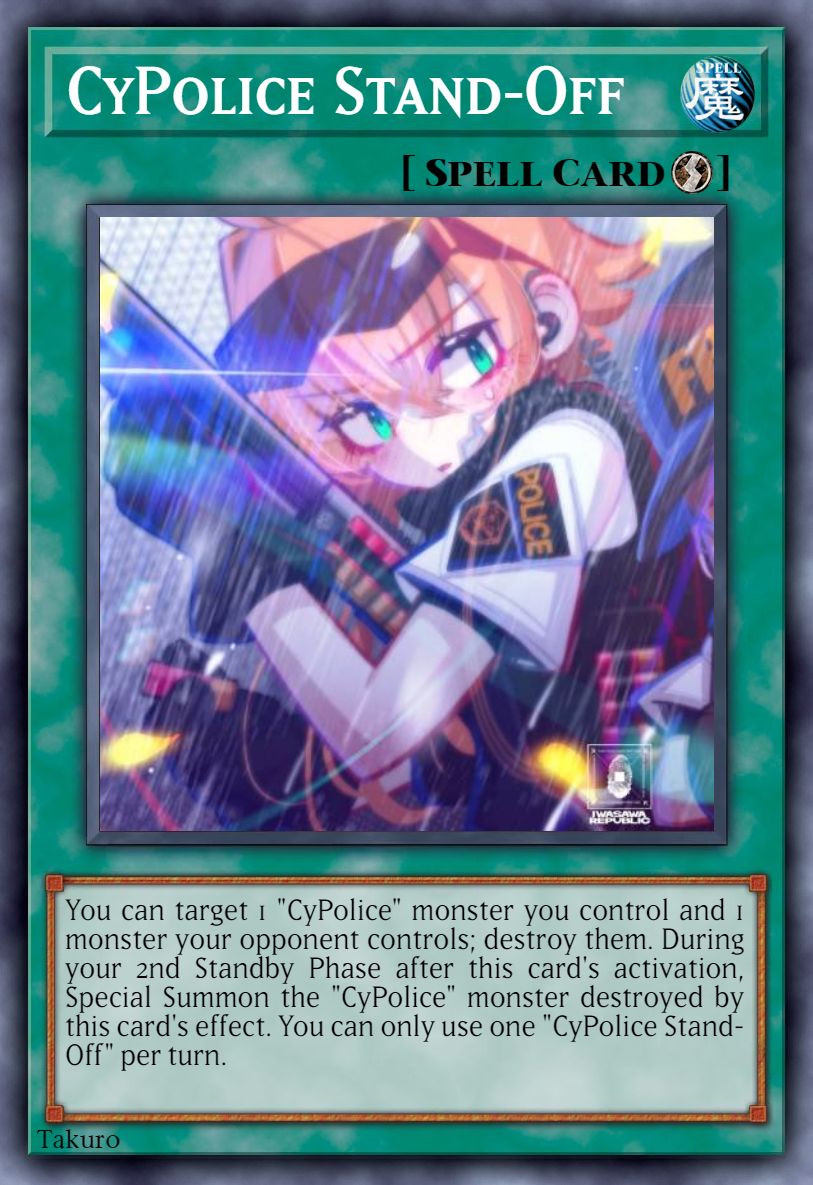 CyPolice Stand-Off
SPELL
魔
[ Spell Card ]
POLICE
IWASAWA
REPUBLIC
You can target 1 "CyPolice" monster you control and 1
monster your opponent controls; destroy them. During
your 2nd Standby Phase after this card's activation,
Special Summon the "CyPolice" monster destroyed by
this card's effect. You can only use one "CyPolice Stand-
Off" per turn.
Takuro